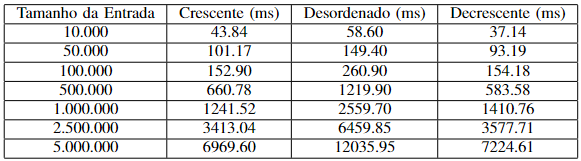 Tamanho da Entrada Crescente (ms) Desordenado (ms) Decrescente (ms)
10.000 43.84 58.60 37.14
50.000 101.17 149.40 93.19
100.000 152.90 260.90 154.18
500.000 660.78 1219.90 583.58
1.000.000 1241.52 2559.70 1410.76
2.500.000 3413.04 6459.85 3577.71
5.000.000 6969.60 12035.95 7224.61